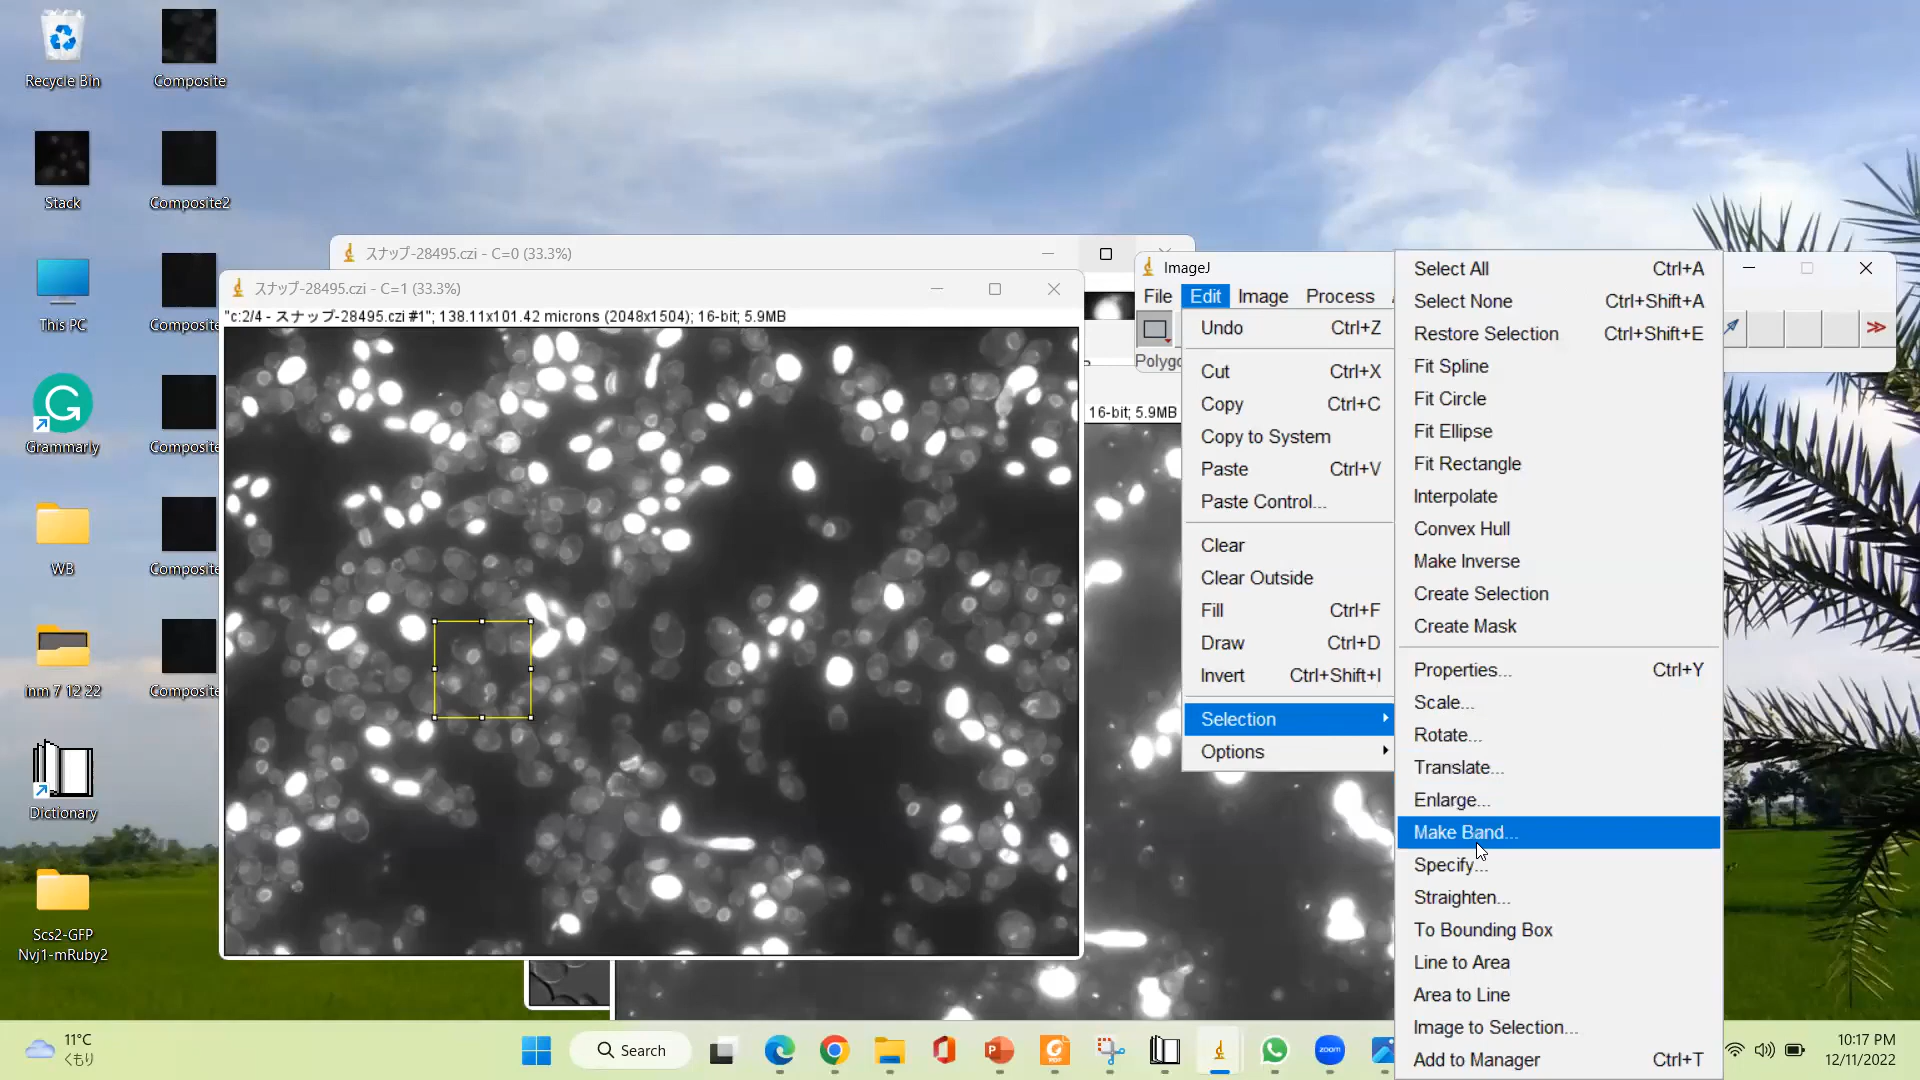 Recycle Bin
Composite
Stack
Composite2
This PC
Composite
Grammarly
Composite
WB
Composite
inm 7 12 22
Composite
Dictionary
Scs2-GFP
Nvj1-mRuby2
スナップ-28495.czi - C=0 (33.3%)
スナップ-28495.czi - C=1 (33.3%)
"c:2/4 - スナップ-28495.czi #1"; 138.11x101.42 microns (2048x1504); 16-bit; 5.9MB
16-bit; 5.9MB
ImageJ
File Edit Image Process
Polygo
Undo Ctrl+Z
Cut Ctrl+X
Copy Ctrl+C
Copy to System
Paste Ctrl+V
Paste Control...
Clear
Clear Outside
Fill Ctrl+F
Draw Ctrl+D
Invert Ctrl+Shift+I
Selection
Options
Select All Ctrl+A
Select None Ctrl+Shift+A
Restore Selection Ctrl+Shift+E
Fit Spline
Fit Circle
Fit Ellipse
Fit Rectangle
Interpolate
Convex Hull
Make Inverse
Create Selection
Create Mask
Properties... Ctrl+Y
Scale...
Rotate...
Translate...
Enlarge...
Make Band...
Specify...
Straighten...
To Bounding Box
Line to Area
Area to Line
Image to Selection...
Add to Manager Ctrl+T
11°C
くもり
Search
zoom
PDF
10:17 PM
12/11/2022